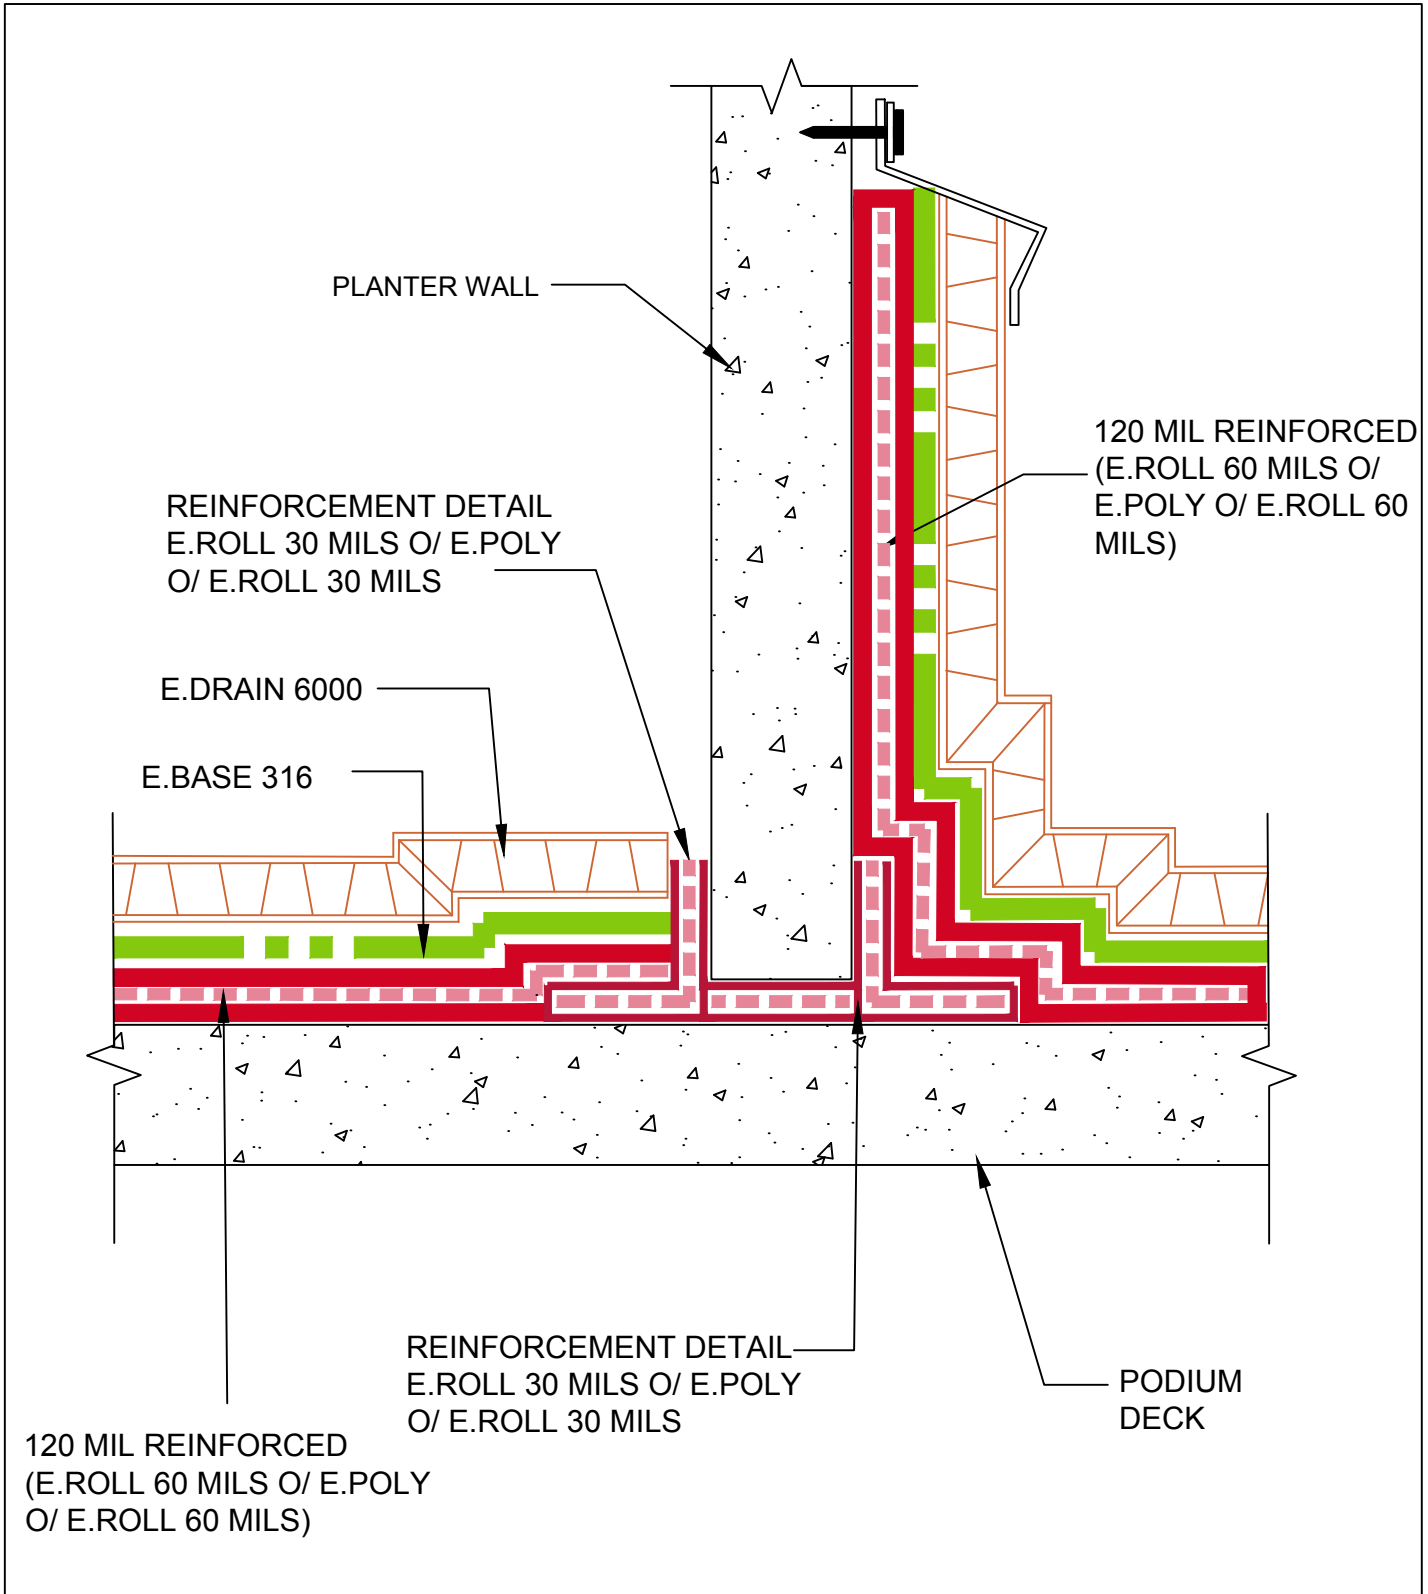 PLANTER WALL
120 MIL REINFORCED
(E.ROLL 60 MILS O/
E.POLY O/ E.ROLL 60
MILS)
REINFORCEMENT DETAIL
E.ROLL 30 MILS O/ E.POLY
O/ E.ROLL 30 MILS
E.DRAIN 6000
E.BASE 316
REINFORCEMENT DETAIL
E.ROLL 30 MILS O/ E.POLY
O/ E.ROLL 30 MILS
PODIUM
DECK
120 MIL REINFORCED
(E.ROLL 60 MILS O/ E.POLY
O/ E.ROLL 60 MILS)